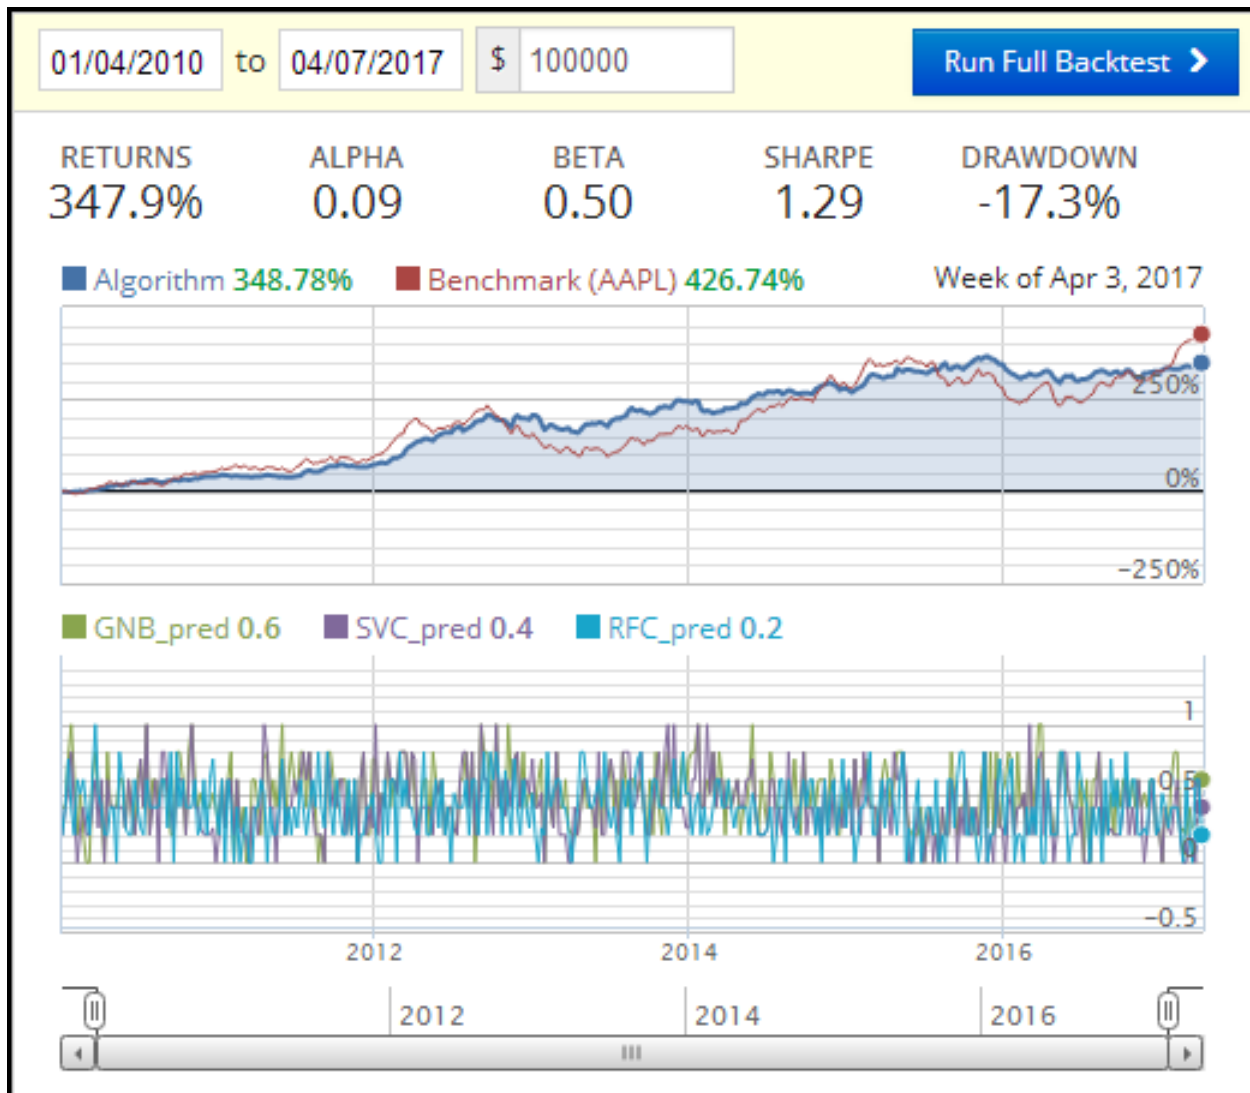 01/04/2010 to 04/07/2017 $ 100000 Run Full Backtest
RETURNS ALPHA BETA SHARPE DRAWDOWN
347.9% 0.09 0.50 1.29 -17.3%
Algorithm 348.78% Benchmark (AAPL) 426.74% Week of Apr 3, 2017
250%
0%
-250%
GNB_pred 0.6 SVC_pred 0.4 RFC_pred 0.2
1
0.5
0
-0.5
2012 2014 2016
2012 2014 2016